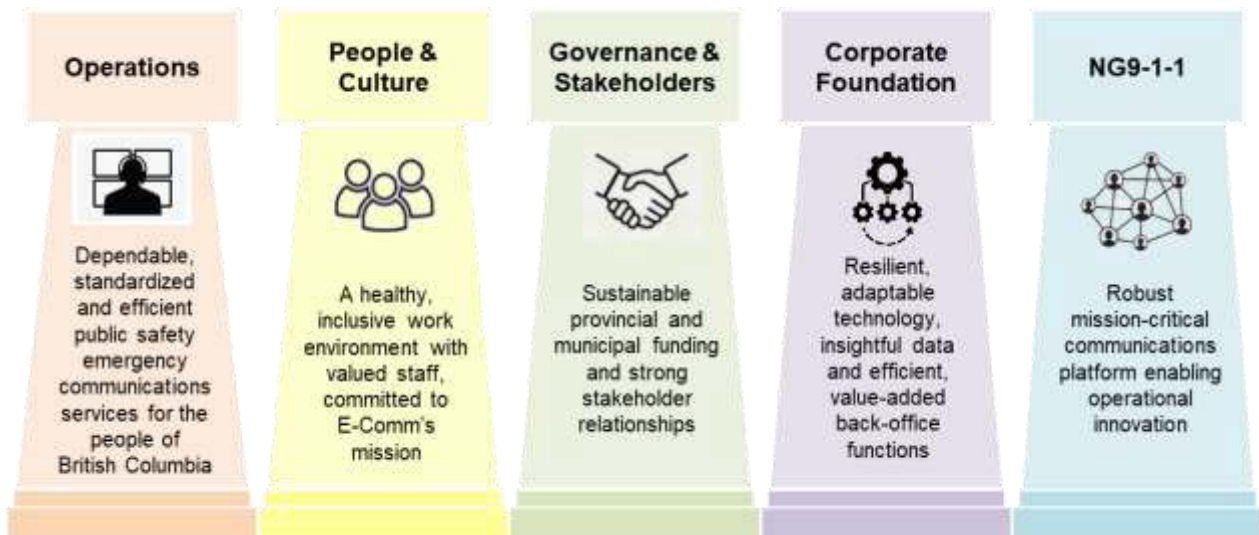 Operations
Dependable,
standardized
and efficient
public safety
emergency
communications
services for the
people of
British Columbia
People &
Culture
A healthy,
inclusive work
environment with
valued staff,
committed to
E-Comm's
mission
Governance &
Stakeholders
Sustainable
provincial and
municipal funding
and strong
stakeholder
relationships
Corporate
Foundation
Resilient,
adaptable
technology,
insightful data
and efficient,
value-added
back-office
functions
NG9-1-1
Robust
mission-critical
communications
platform enabling
operational
innovation